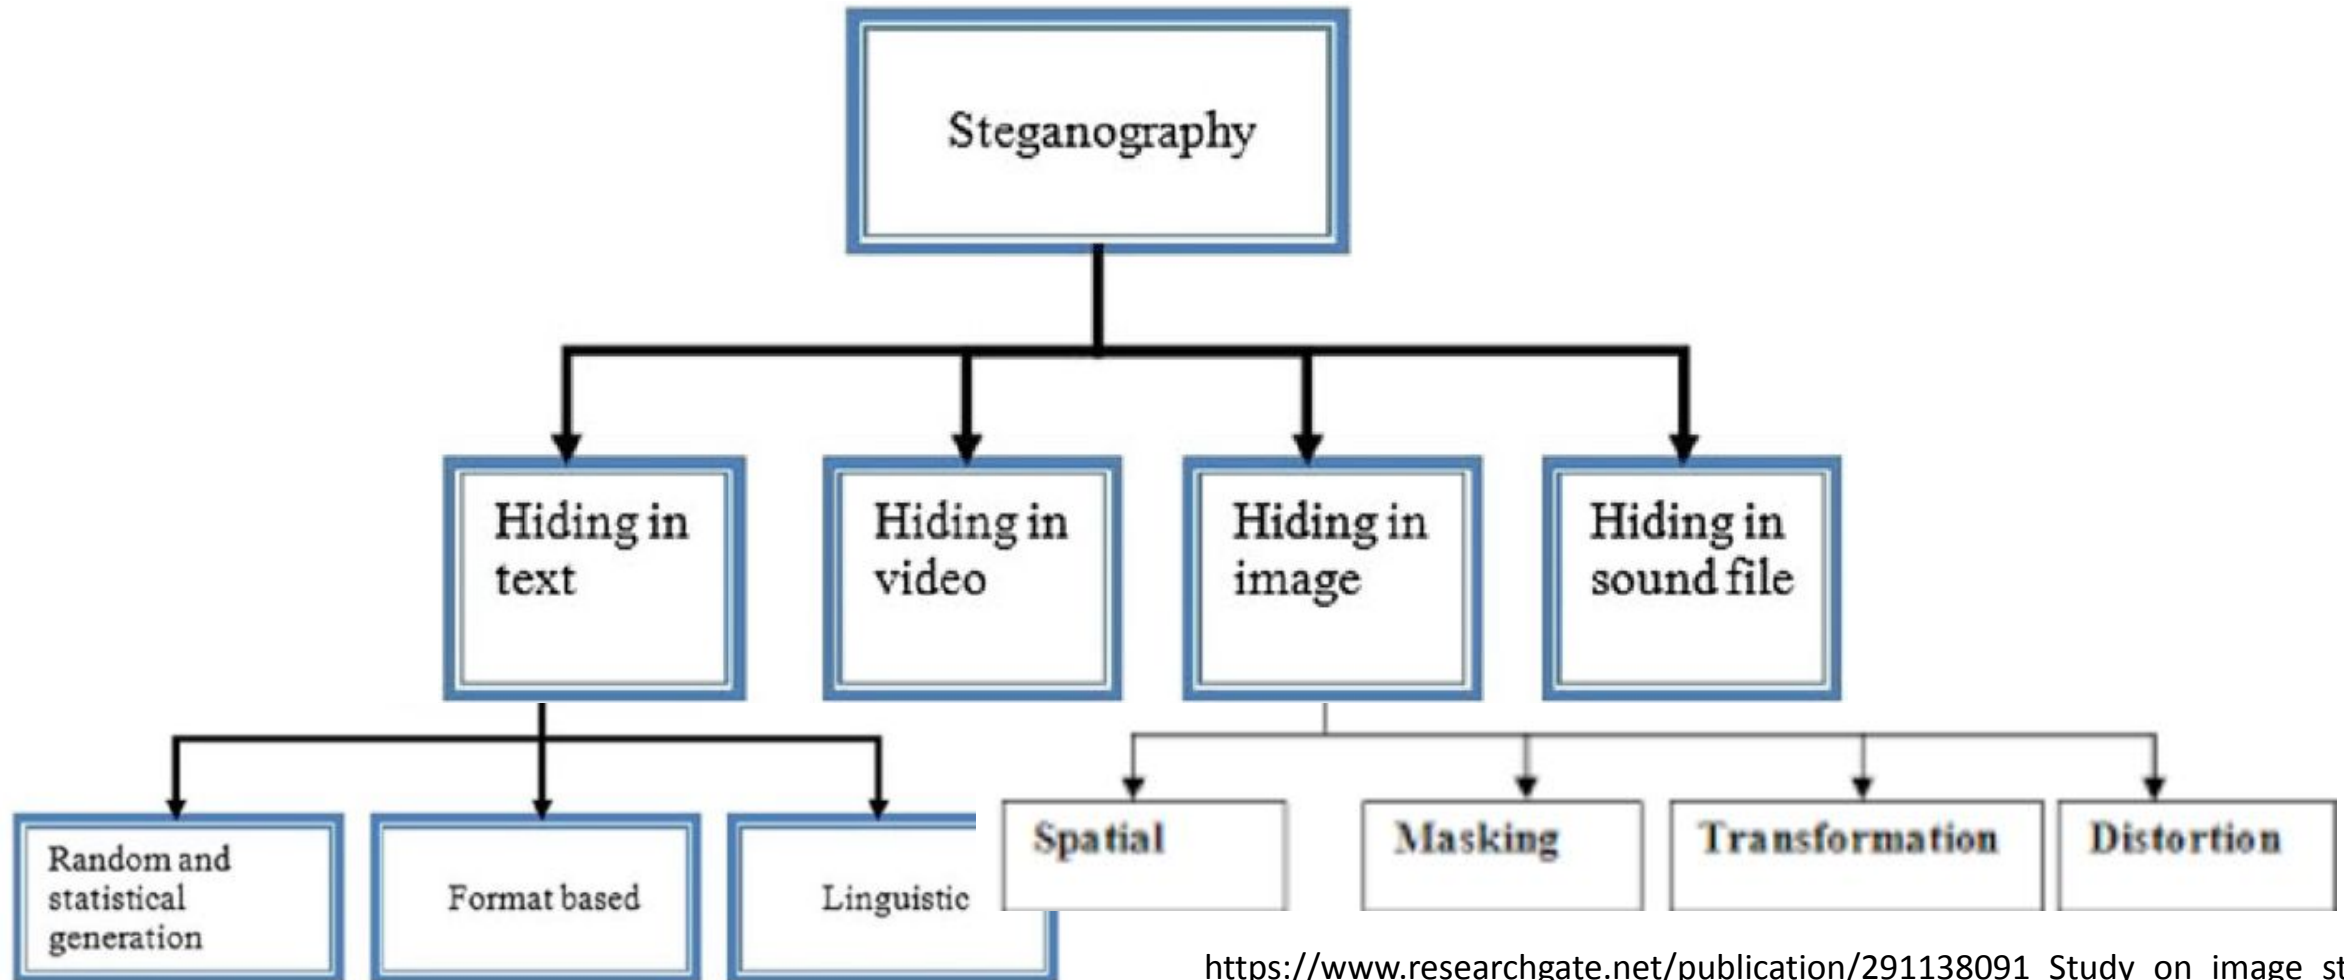 Steganography
Hiding in
text
Hiding in
video
Hiding in
image
Hiding in
sound file
Random and
statistical
generation
Format based
Linguistic
Spatial
Masking
Transformation
Distortion
https://www.researchgate.net/publication/291138091_Study_on_image_st